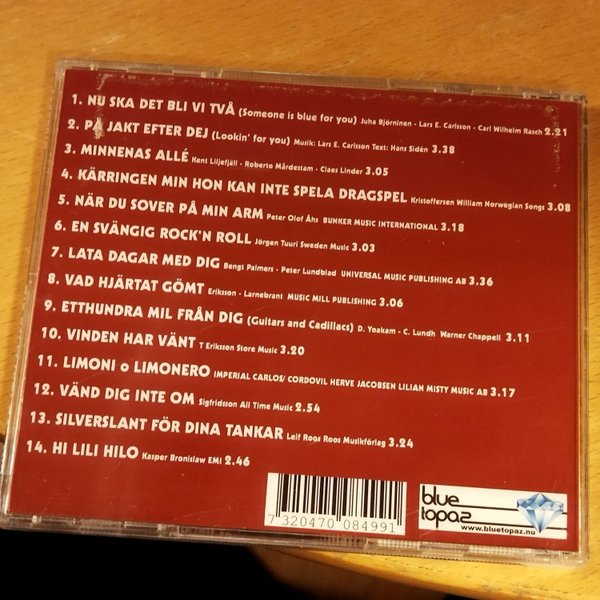 1. NU SKA DET BLI VI TVÅ (Someone is blue for you) Juha Björninen - Lars E. Carlsson - Carl Wilhelm Rasch 2.21
2. PÅ JAKT EFTER DEJ (Lookin' for you) Musik: Lars E. Carlsson Text: Hans Sidén 3.38
3. MINNENAS ALLÉ Kent Liljefjäll - Roberto Mårdestam - Claes Linder 3.05
4. KÄRRINGEN MIN HON KAN INTE SPELA DRAGSPEL Kristoffersen William Norwegian Songs 3.08
5. NÄR DU SOVER PÅ MIN ARM Peter Olof Åhs BUNKER MUSIC INTERNATIONAL 3.18
6. EN SVÄNGIG ROCK'N ROLL Jörgen Tuuri Sweden Music 3.03
7. LATA DAGAR MED DIG Bengt Palmers - Peter Lundblad UNIVERSAL MUSIC PUBLISHING AB 3.36
8. VAD HJÄRTAT GÖMT Eriksson - Larnebrant MUSIC MILL PUBLISHING 3.06
9. ETTHUNDRA MIL FRÅN DIG (Guitars and Cadillacs) D. Yoakam - C. Lundh Warner Chappell 3.11
10. VINDEN HAR VÄNT T Eriksson Store Music 3.20
11. LIMONI o LIMONERO IMPERIAL CARLOS/ CORDOVIL HERVE JACOBSEN LILIAN MISTY MUSIC AB 3.17
12. VÄND DIG INTE OM Sigfridsson All Time Music 2.54
13. SILVERSLANT FÖR DINA TANKAR Leif Roos Roos Musikförlag 3.24
14. HI LILI HILO Kasper Bronislaw EMI 2.46
7 320470 084991
blue
topaz
www.bluetopaz.nu